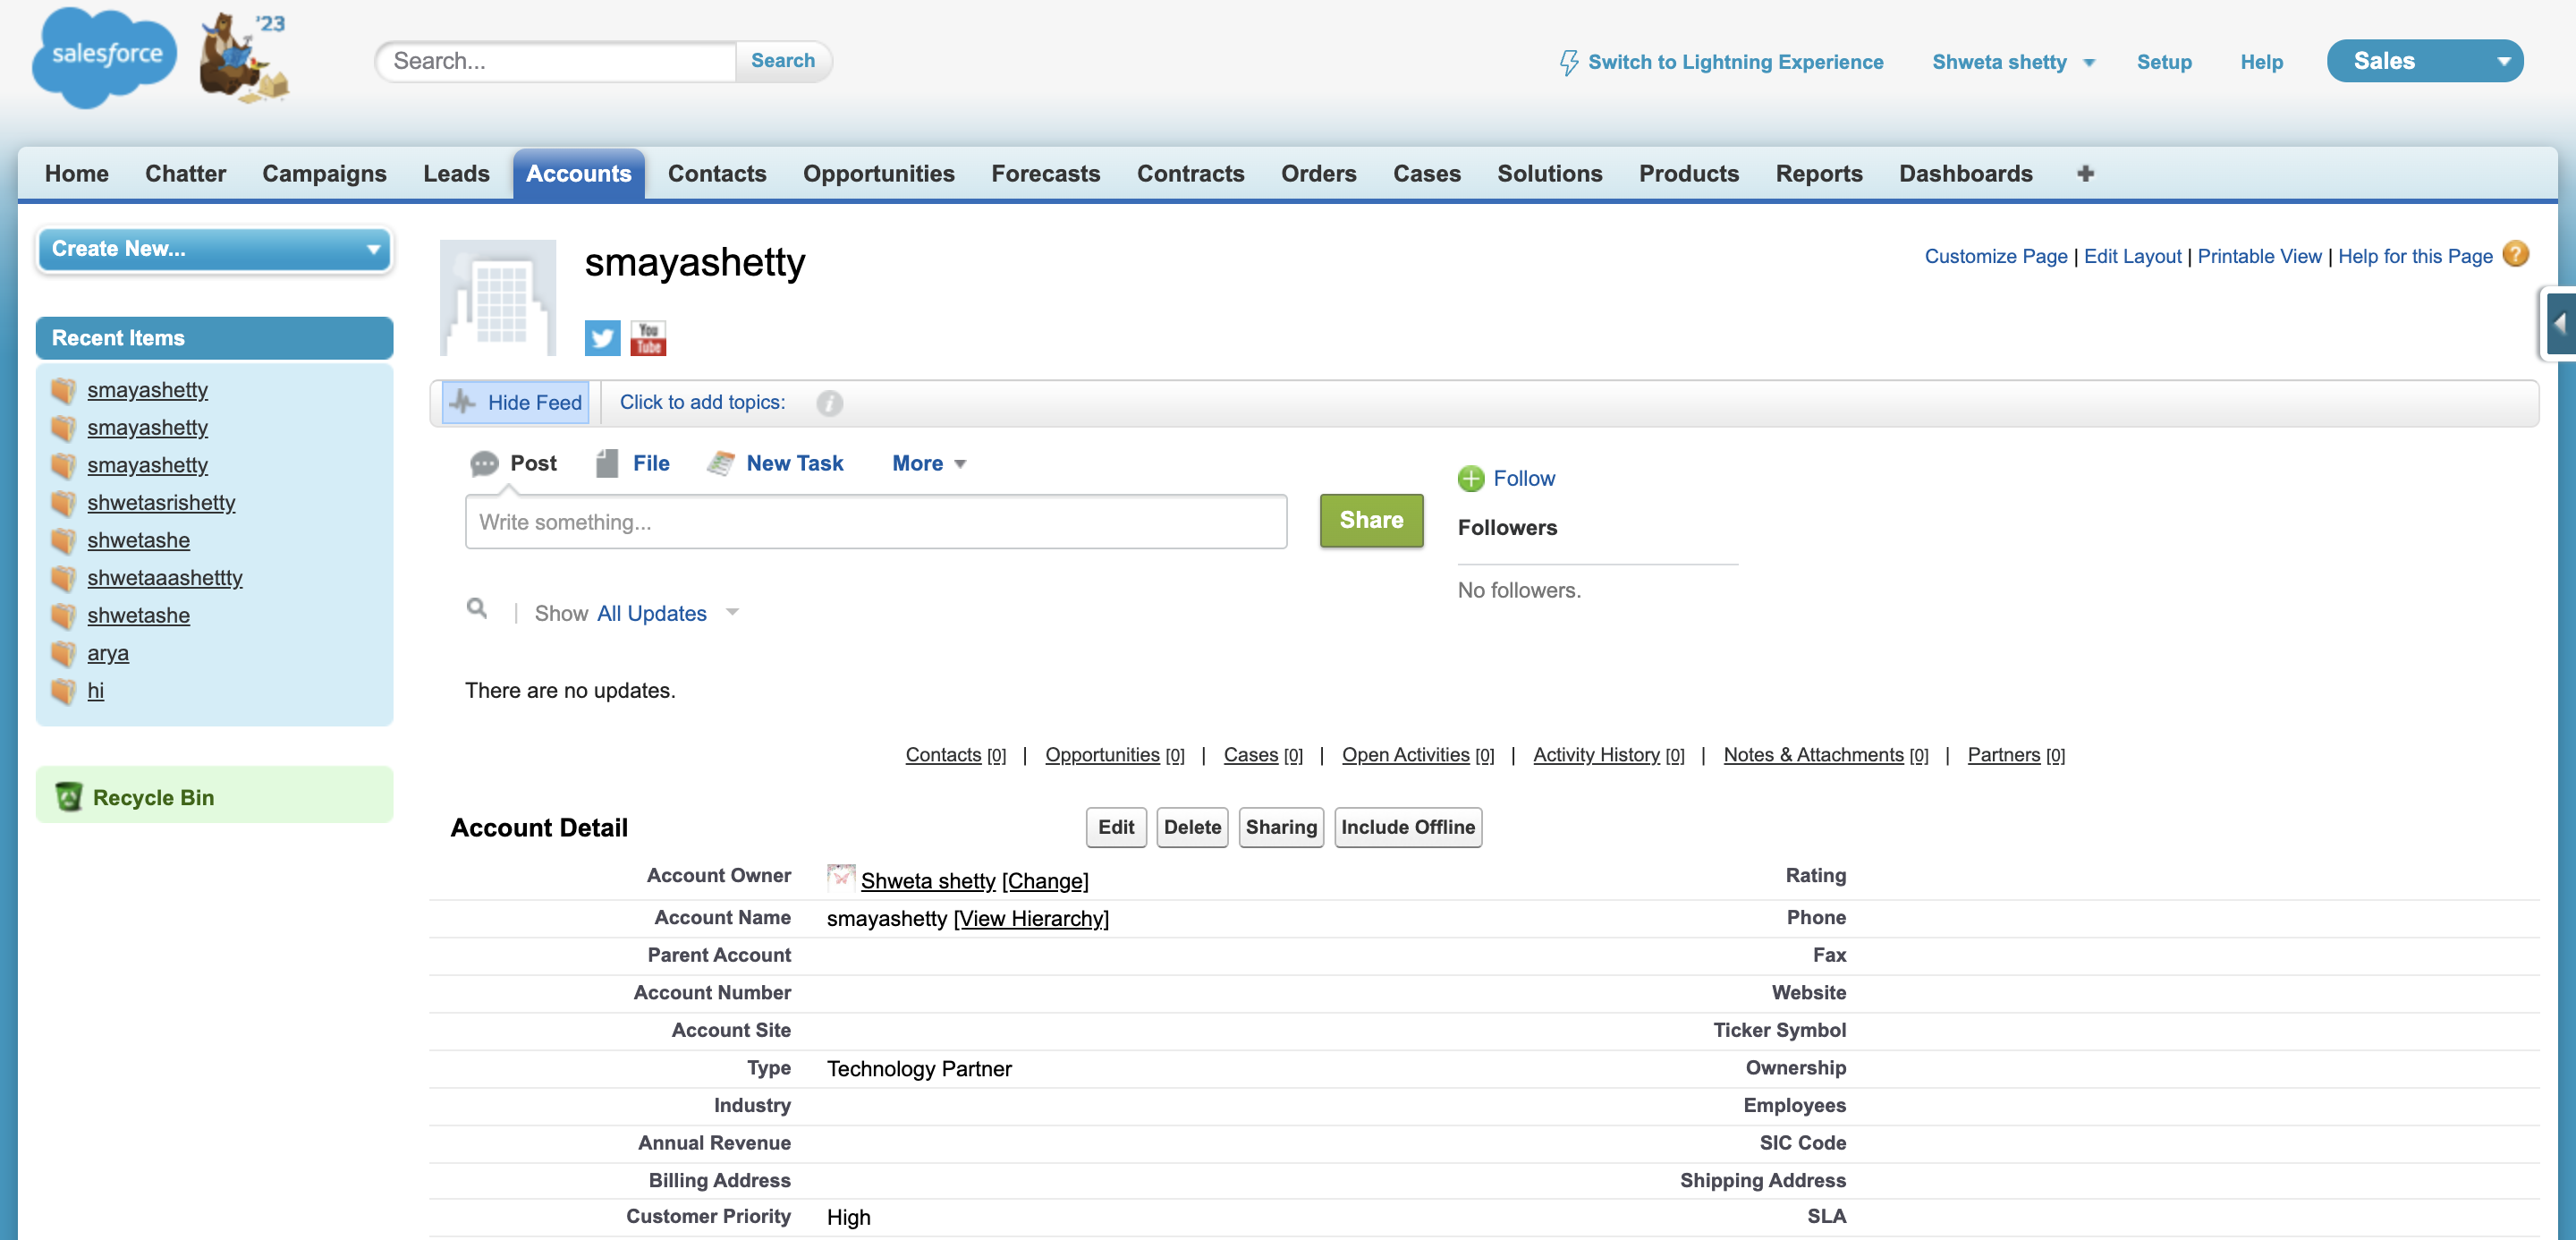 salesforce
'23
Search...
Search
Switch to Lightning Experience
Shweta shetty
Setup
Help
Sales
Home
Chatter
Campaigns
Leads
Accounts
Contacts
Opportunities
Forecasts
Contracts
Orders
Cases
Solutions
Products
Reports
Dashboards
+
Create New...
Recent Items
smayashetty
smayashetty
smayashetty
shwetasrishetty
shwetashe
shwetaaashettty
shwetashe
arya
hi
Recycle Bin
smayashetty
You
Tube
Customize Page | Edit Layout | Printable View | Help for this Page ?
Hide Feed
Click to add topics: i
Post
File
New Task
More
Write something...
Share
Follow
Followers
No followers.
| Show All Updates
There are no updates.
Contacts [0] | Opportunities [0] | Cases [0] | Open Activities [0] | Activity History [0] | Notes & Attachments [0] | Partners [0]
Account Detail
Edit
Delete
Sharing
Include Offline
Account Owner Shweta shetty [Change] Rating
Account Name smayashetty [View Hierarchy] Phone
Parent Account Fax
Account Number Website
Account Site Ticker Symbol
Type Technology Partner Ownership
Industry Employees
Annual Revenue SIC Code
Billing Address Shipping Address
Customer Priority High SLA